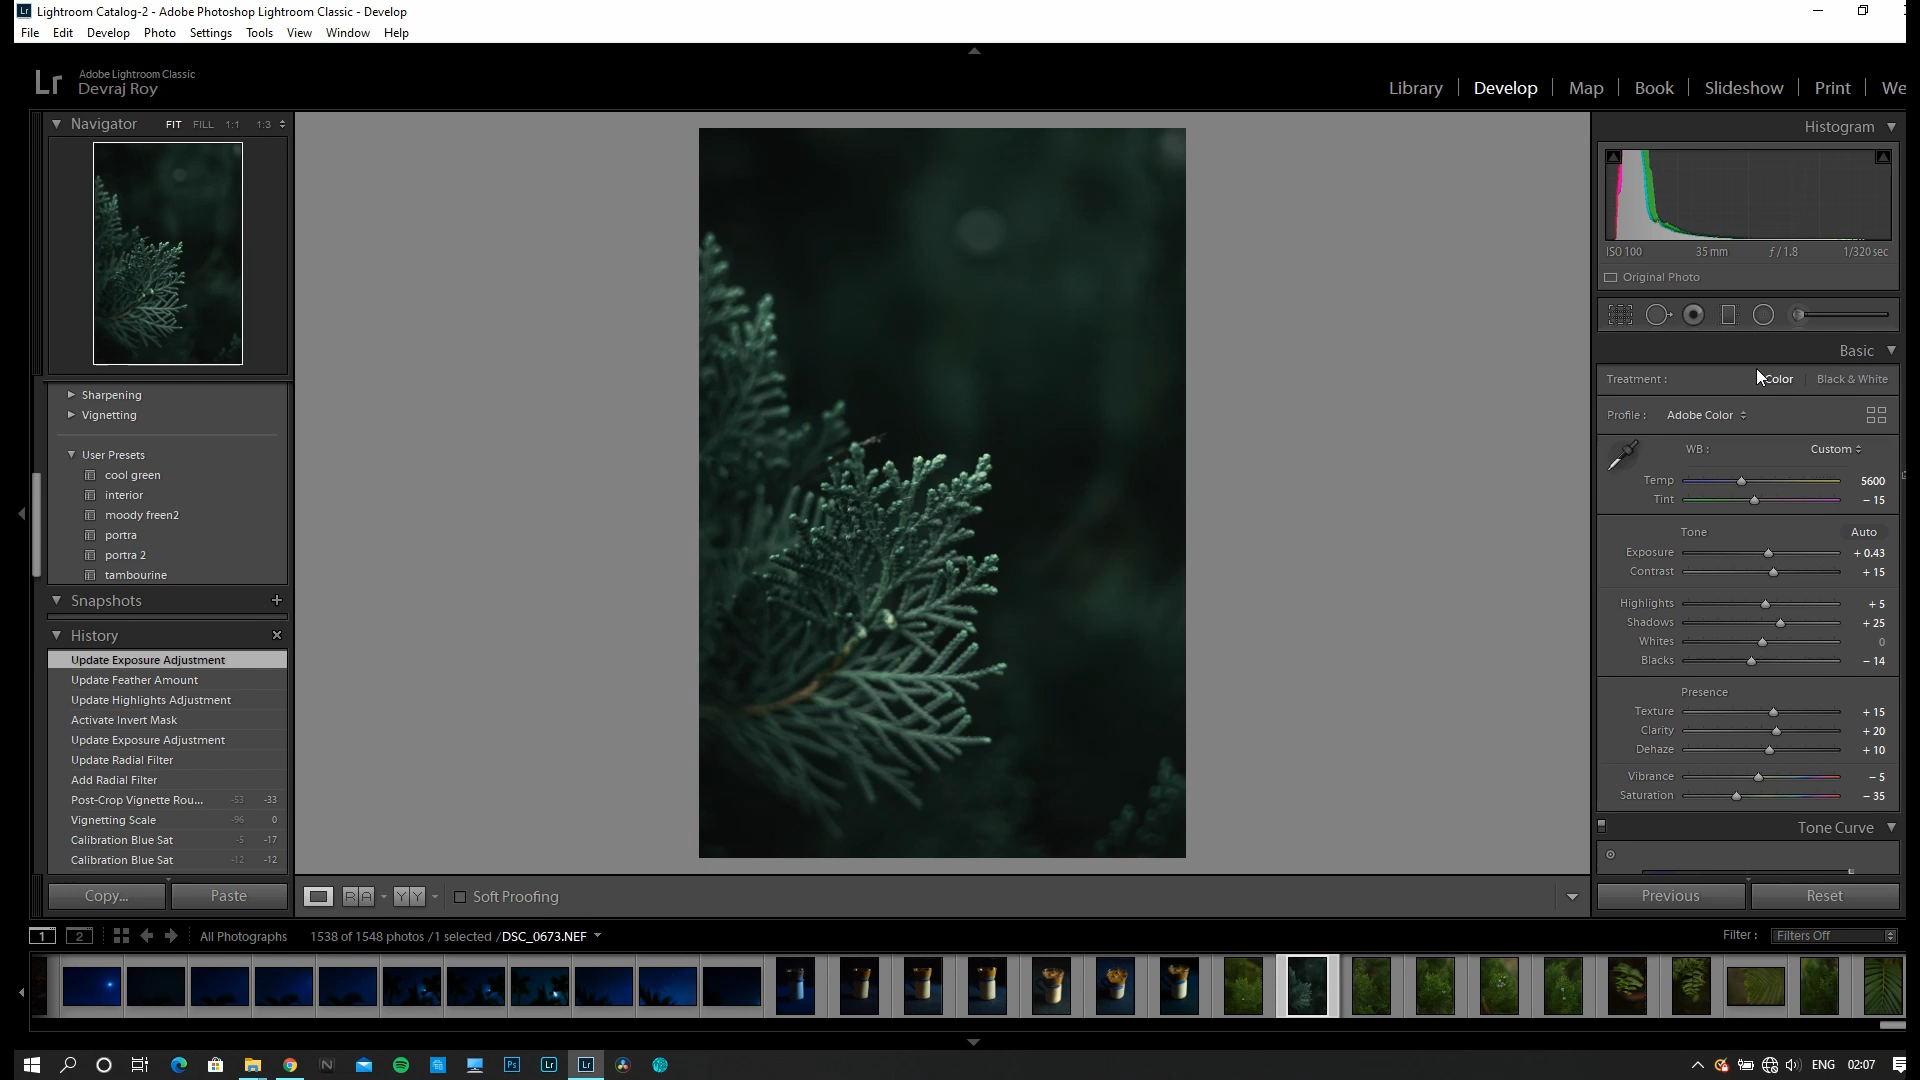 Lr Lightroom Catalog-2 - Adobe Photoshop Lightroom Classic - Develop
File Edit Develop Photo Settings Tools View Window Help
Lr Adobe Lightroom Classic
Devraj Roy
Library Develop Map Book Slideshow Print We
Navigator FIT FILL 1:1 1:3
Sharpening
Vignetting
User Presets
cool green
interior
moody freen2
portra
portra 2
tambourine
Snapshots +
History ×
Update Exposure Adjustment
Update Feather Amount
Update Highlights Adjustment
Activate Invert Mask
Update Exposure Adjustment
Update Radial Filter
Add Radial Filter
Post-Crop Vignette Rou... -53 -33
Vignetting Scale -96 0
Calibration Blue Sat -5 -17
Calibration Blue Sat -12 -12
Copy... Paste
R A Y Y Soft Proofing
Histogram
ISO 100 35 mm ƒ / 1.8 1/320 sec
Original Photo
Basic
Treatment : Color Black & White
Profile : Adobe Color
WB : Custom
Temp 5600
Tint − 15
Tone Auto
Exposure + 0.43
Contrast + 15
Highlights + 5
Shadows + 25
Whites 0
Blacks − 14
Presence
Texture + 15
Clarity + 20
Dehaze + 10
Vibrance − 5
Saturation − 35
Tone Curve
Previous Reset
1 2 All Photographs 1538 of 1548 photos /1 selected /DSC_0673.NEF Filter : Filters Off
N Ps Lr Lr ENG 02:07